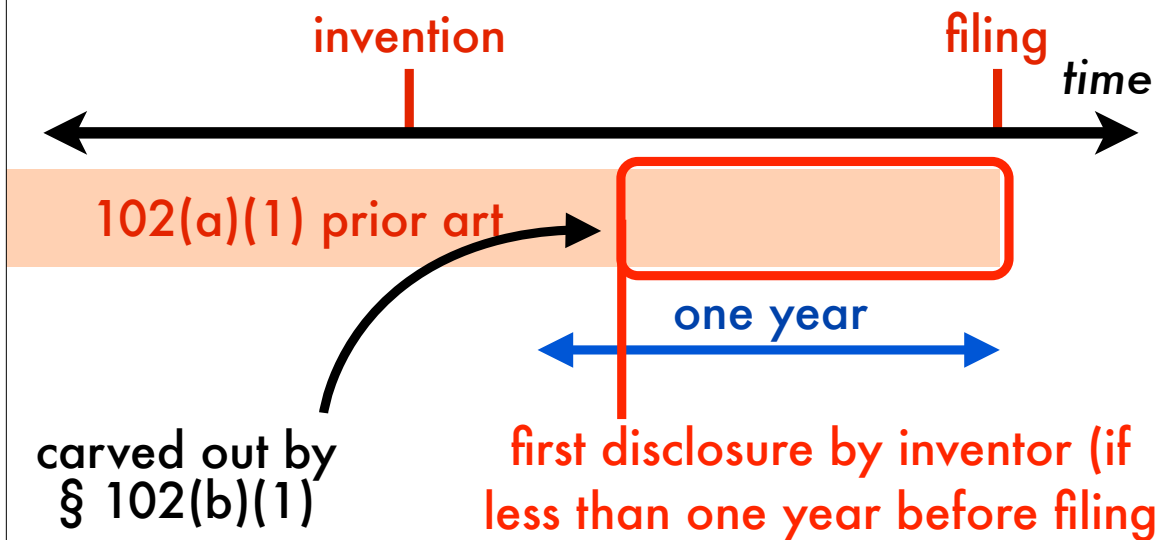 invention
filing
time
102(a)(1) prior art
one year
carved out by
§ 102(b)(1)
first disclosure by inventor (if
less than one year before filing